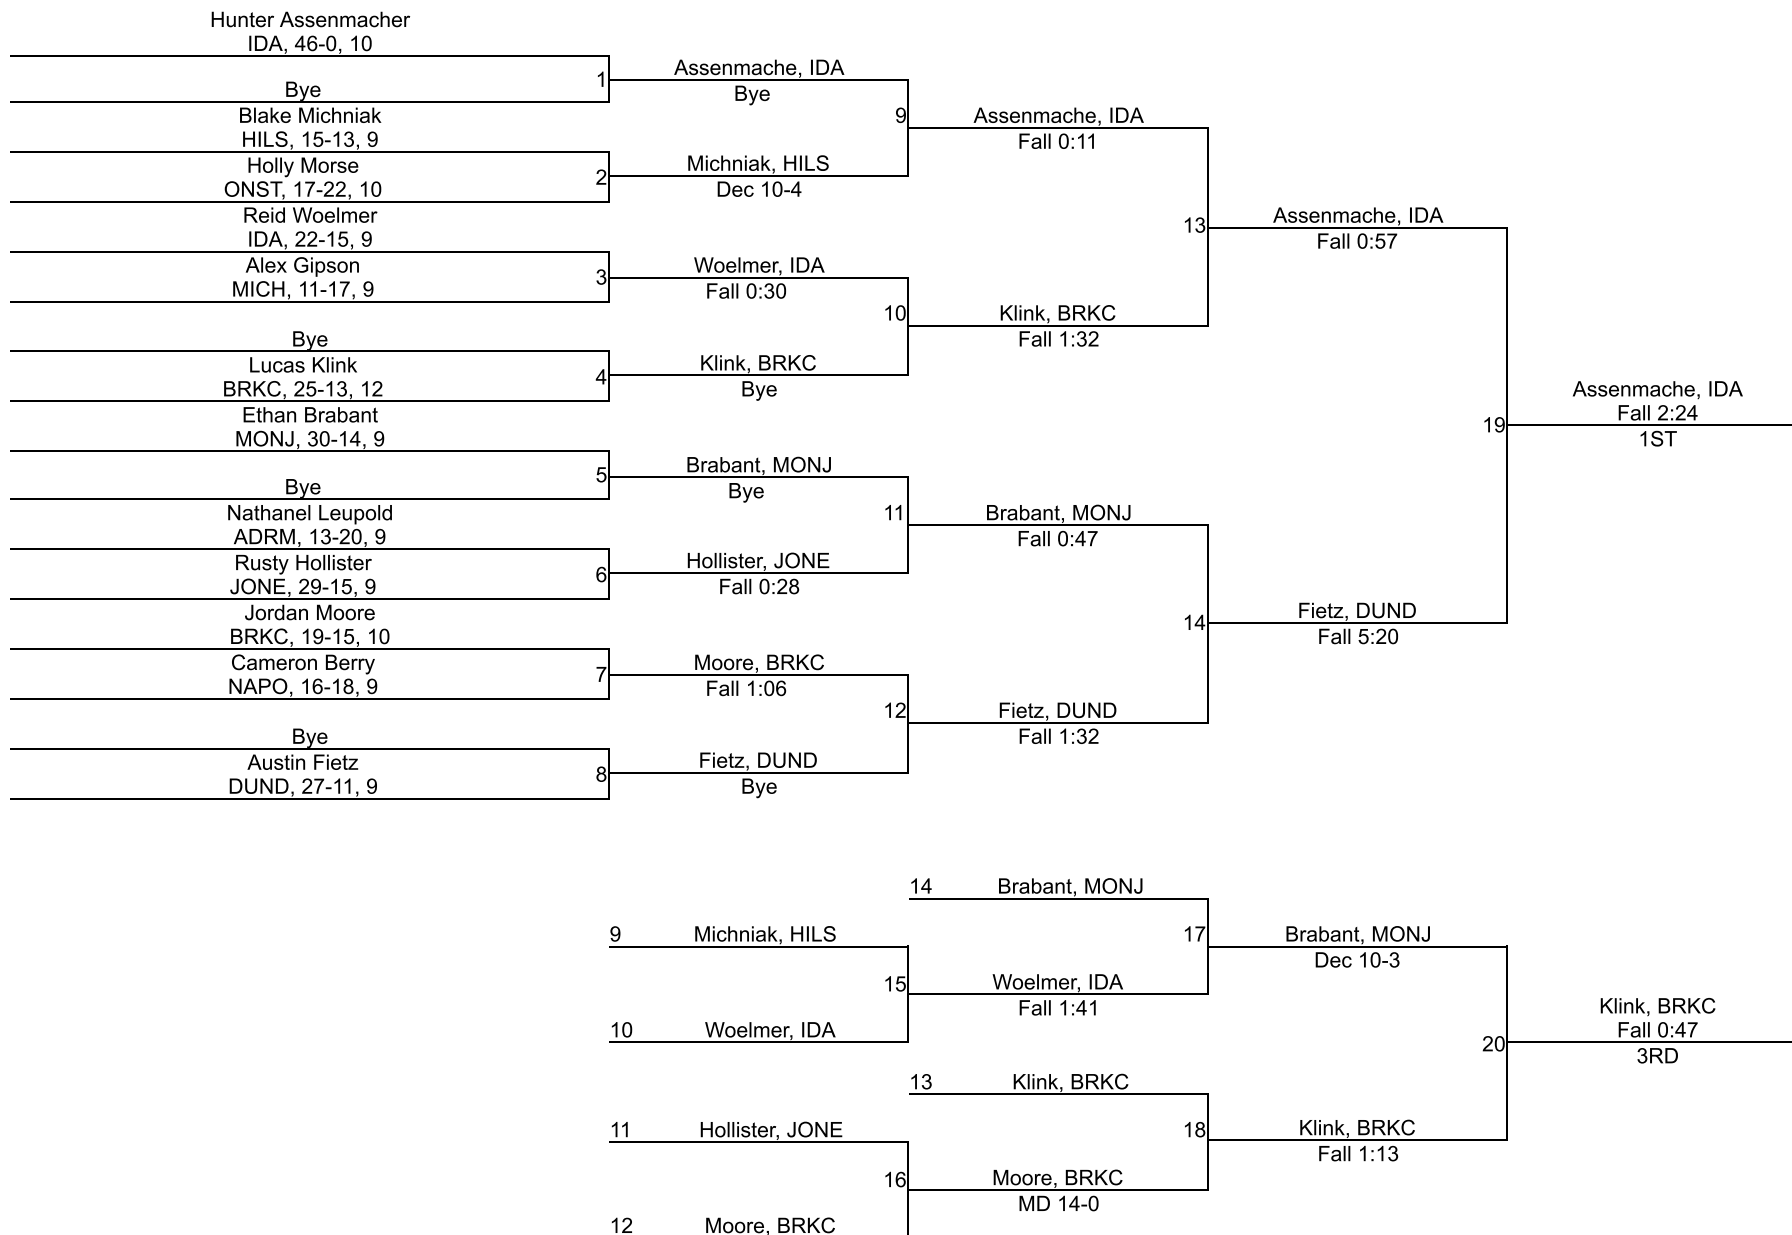 Hunter Assenmacher
IDA, 46-0, 10
Bye
1
Blake Michniak
HILS, 15-13, 9
Holly Morse
ONST, 17-22, 10
2
Reid Woelmer
IDA, 22-15, 9
Alex Gipson
MICH, 11-17, 9
3
Bye
Lucas Klink
BRKC, 25-13, 12
4
Ethan Brabant
MONJ, 30-14, 9
Bye
5
Nathanel Leupold
ADRM, 13-20, 9
Rusty Hollister
JONE, 29-15, 9
6
Jordan Moore
BRKC, 19-15, 10
Cameron Berry
NAPO, 16-18, 9
7
Bye
Austin Fietz
DUND, 27-11, 9
8
Assenmache, IDA
Bye
9
Michniak, HILS
Dec 10-4
Woelmer, IDA
Fall 0:30
10
Klink, BRKC
Bye
Brabant, MONJ
Bye
11
Hollister, JONE
Fall 0:28
Moore, BRKC
Fall 1:06
12
Fietz, DUND
Bye
Assenmache, IDA
Fall 0:11
13
Klink, BRKC
Fall 1:32
Brabant, MONJ
Fall 0:47
14
Fietz, DUND
Fall 1:32
Assenmache, IDA
Fall 0:57
19
Fietz, DUND
Fall 5:20
Assenmache, IDA
Fall 2:24
1ST
14 Brabant, MONJ
9 Michniak, HILS
17
15
Woelmer, IDA
Fall 1:41
10 Woelmer, IDA
Brabant, MONJ
Dec 10-3
13 Klink, BRKC
11 Hollister, JONE
18
16
Moore, BRKC
MD 14-0
12 Moore, BRKC
Klink, BRKC
Fall 1:13
20
Klink, BRKC
Fall 0:47
3RD